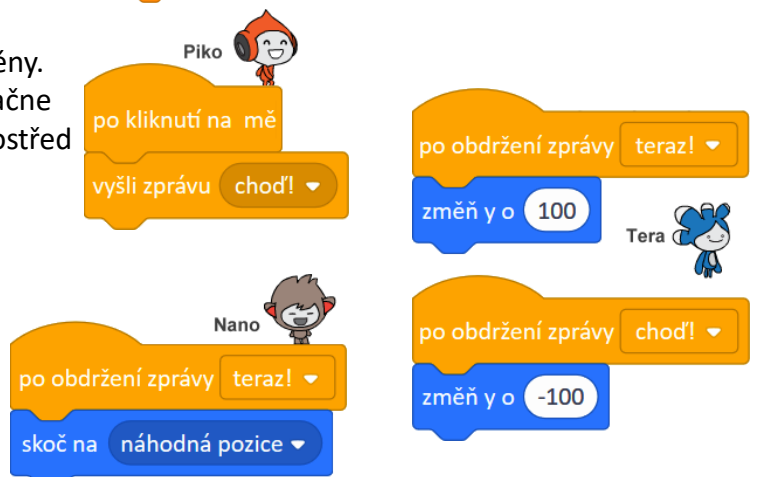 ény.
ačne
ostřed
Piko
po kliknutí na mě
vyšli zprávu choď! ▾
po obdržení zprávy teraz! ▾
změň y o 100
Tera
po obdržení zprávy choď! ▾
změň y o -100
Nano
po obdržení zprávy teraz! ▾
skoč na náhodná pozice ▾